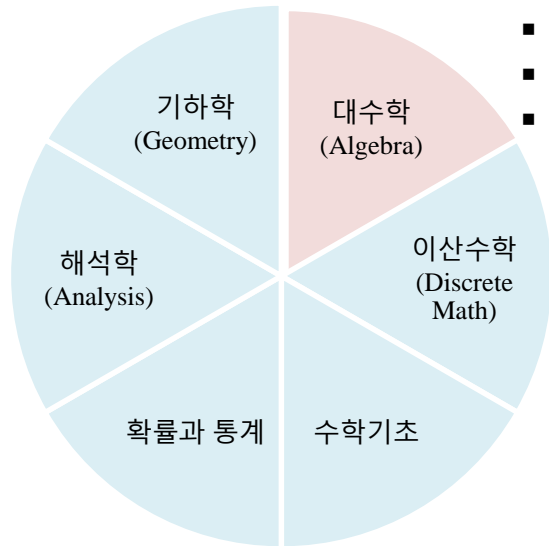 기하학
(Geometry)
대수학
(Algebra)
이산수학
(Discrete
Math)
해석학
(Analysis)
확률과 통계
수학기초